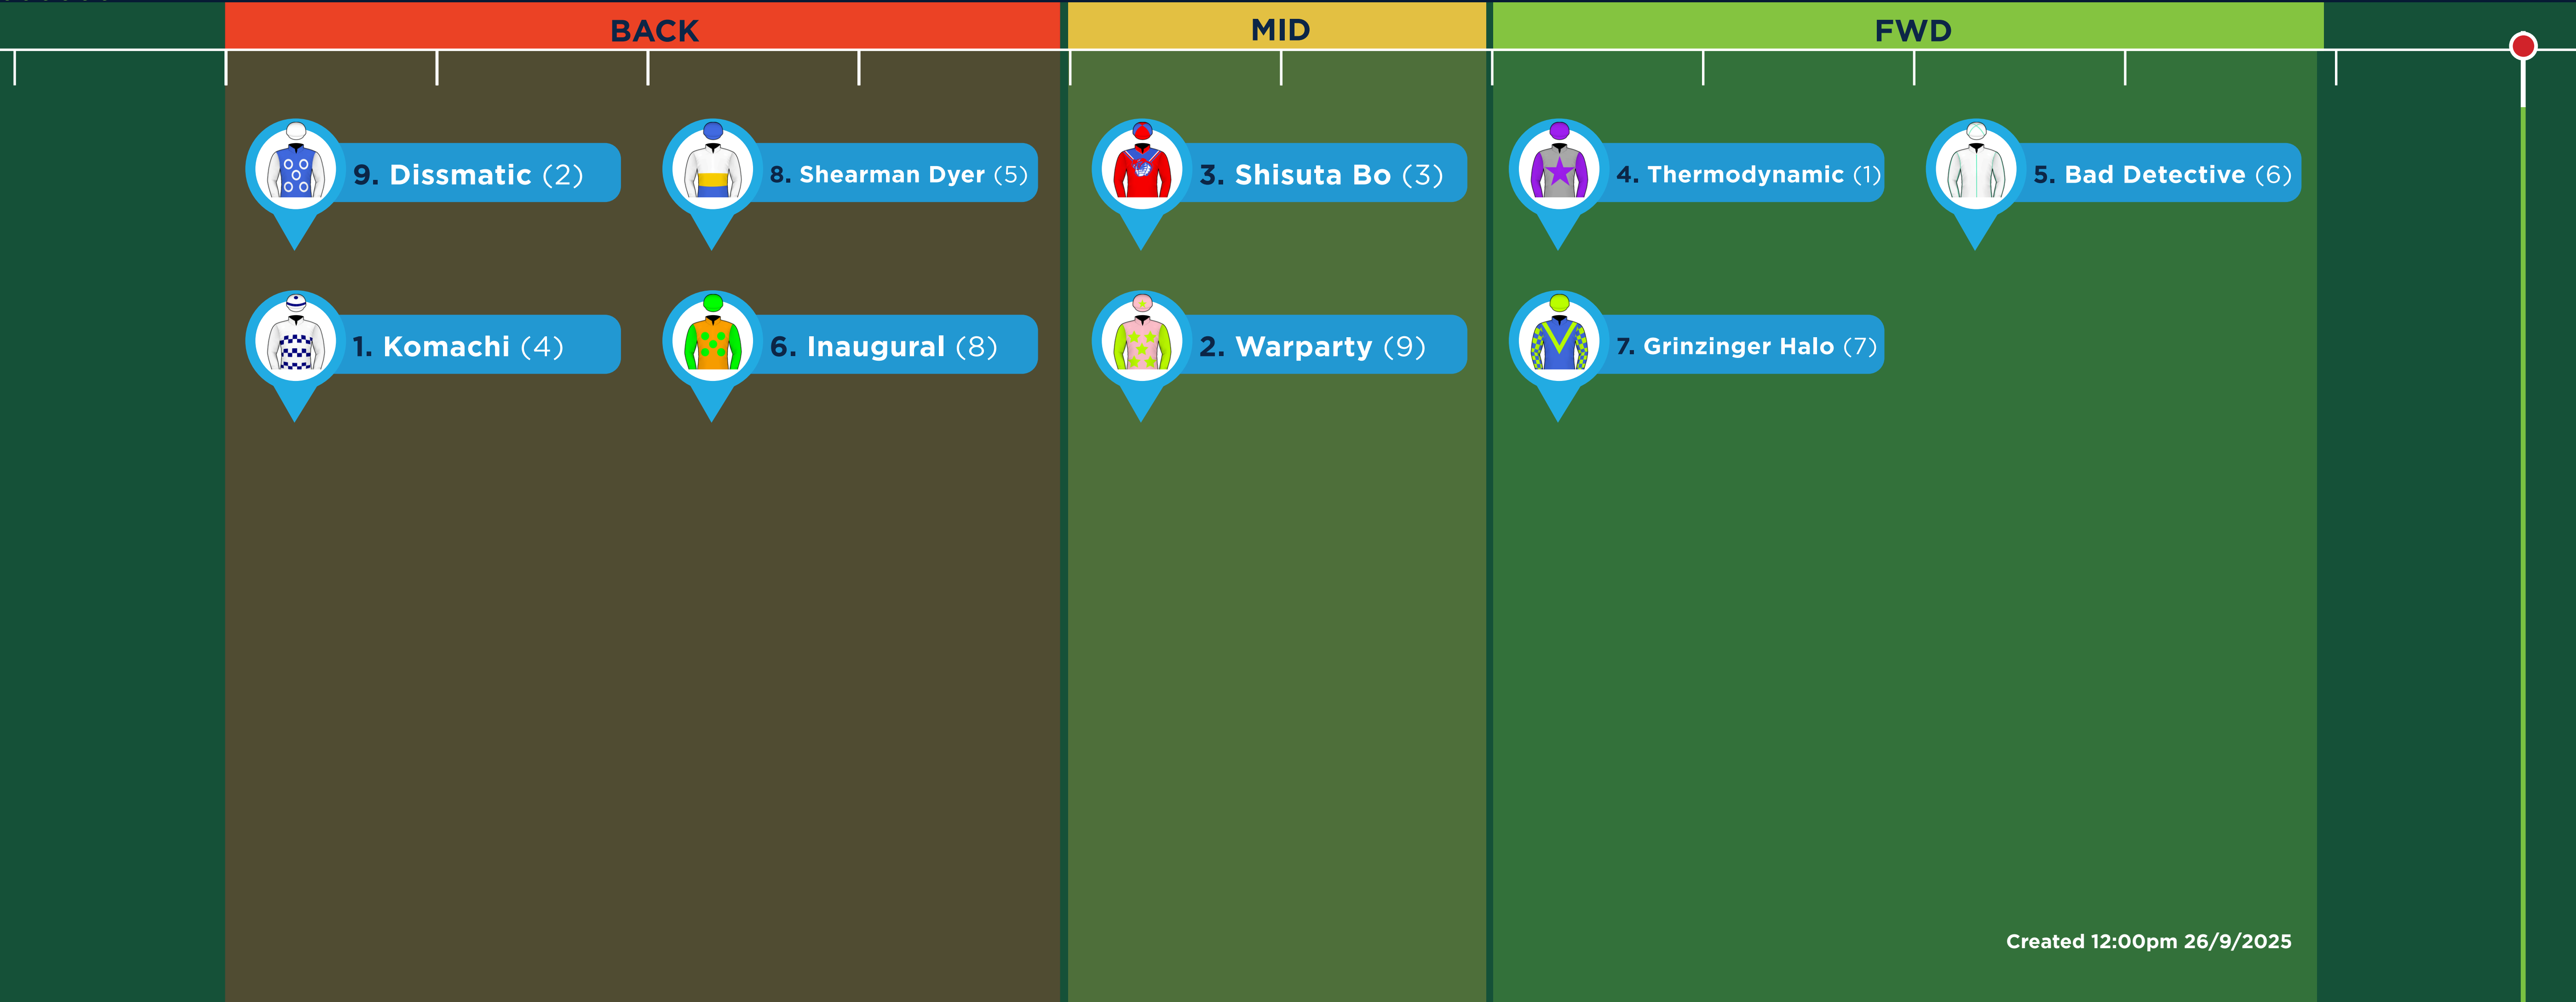 BACK
MID
FWD
9. Dissmatic (2)
8. Shearman Dyer (5)
3. Shisuta Bo (3)
4. Thermodynamic (1)
5. Bad Detective (6)
1. Komachi (4)
6. Inaugural (8)
2. Warparty (9)
7. Grinzinger Halo (7)
Created 12:00pm 26/9/2025